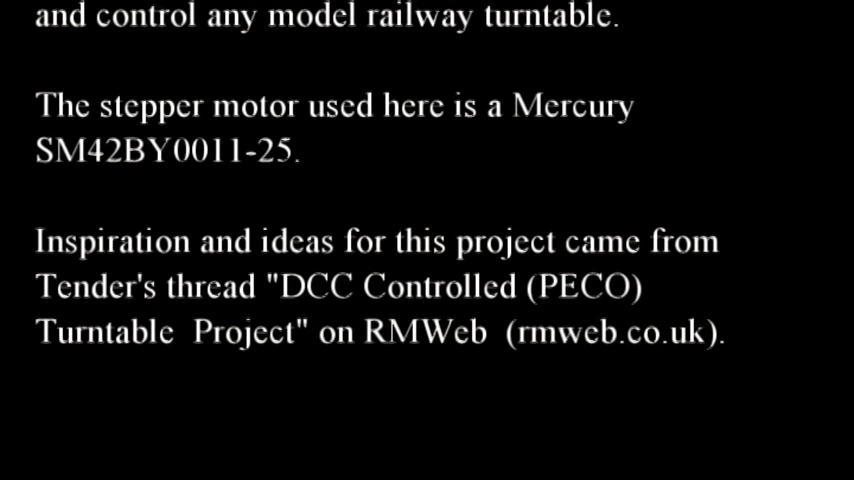 and control any model railway turntable.
The stepper motor used here is a Mercury
SM42BY0011-25.
Inspiration and ideas for this project came from
Tender's thread "DCC Controlled (PECO)
Turntable  Project" on RMWeb  (rmweb.co.uk).